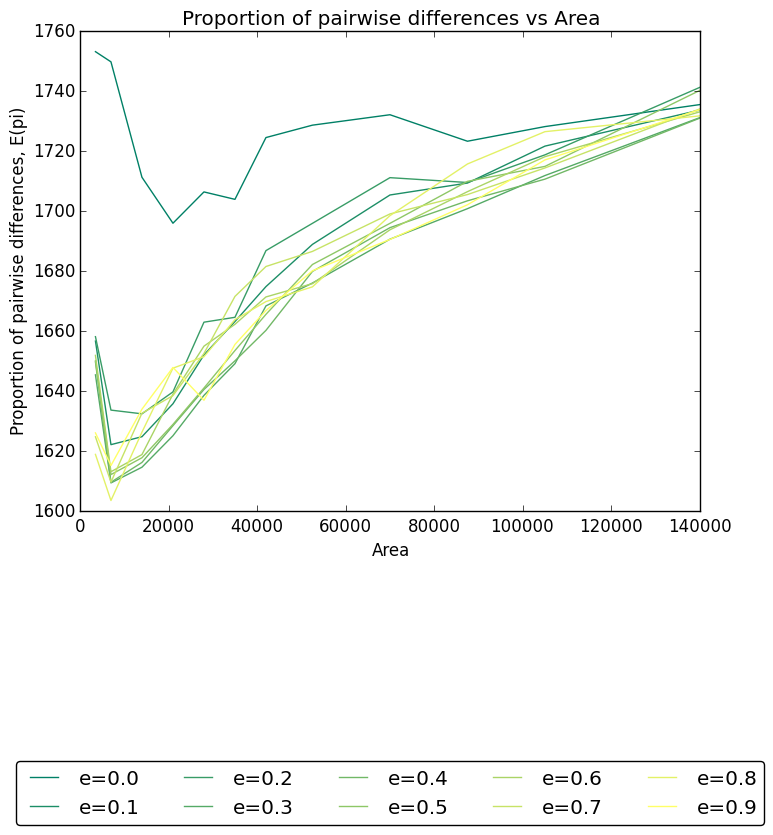 Proportion of pairwise differences vs Area
Proportion of pairwise differences, E(pi)
1760
1740
1720
1700
1680
1660
1640
1620
1600
0 20000 40000 60000 80000 100000 120000 140000
Area
e=0.0 e=0.2 e=0.4 e=0.6 e=0.8
e=0.1 e=0.3 e=0.5 e=0.7 e=0.9